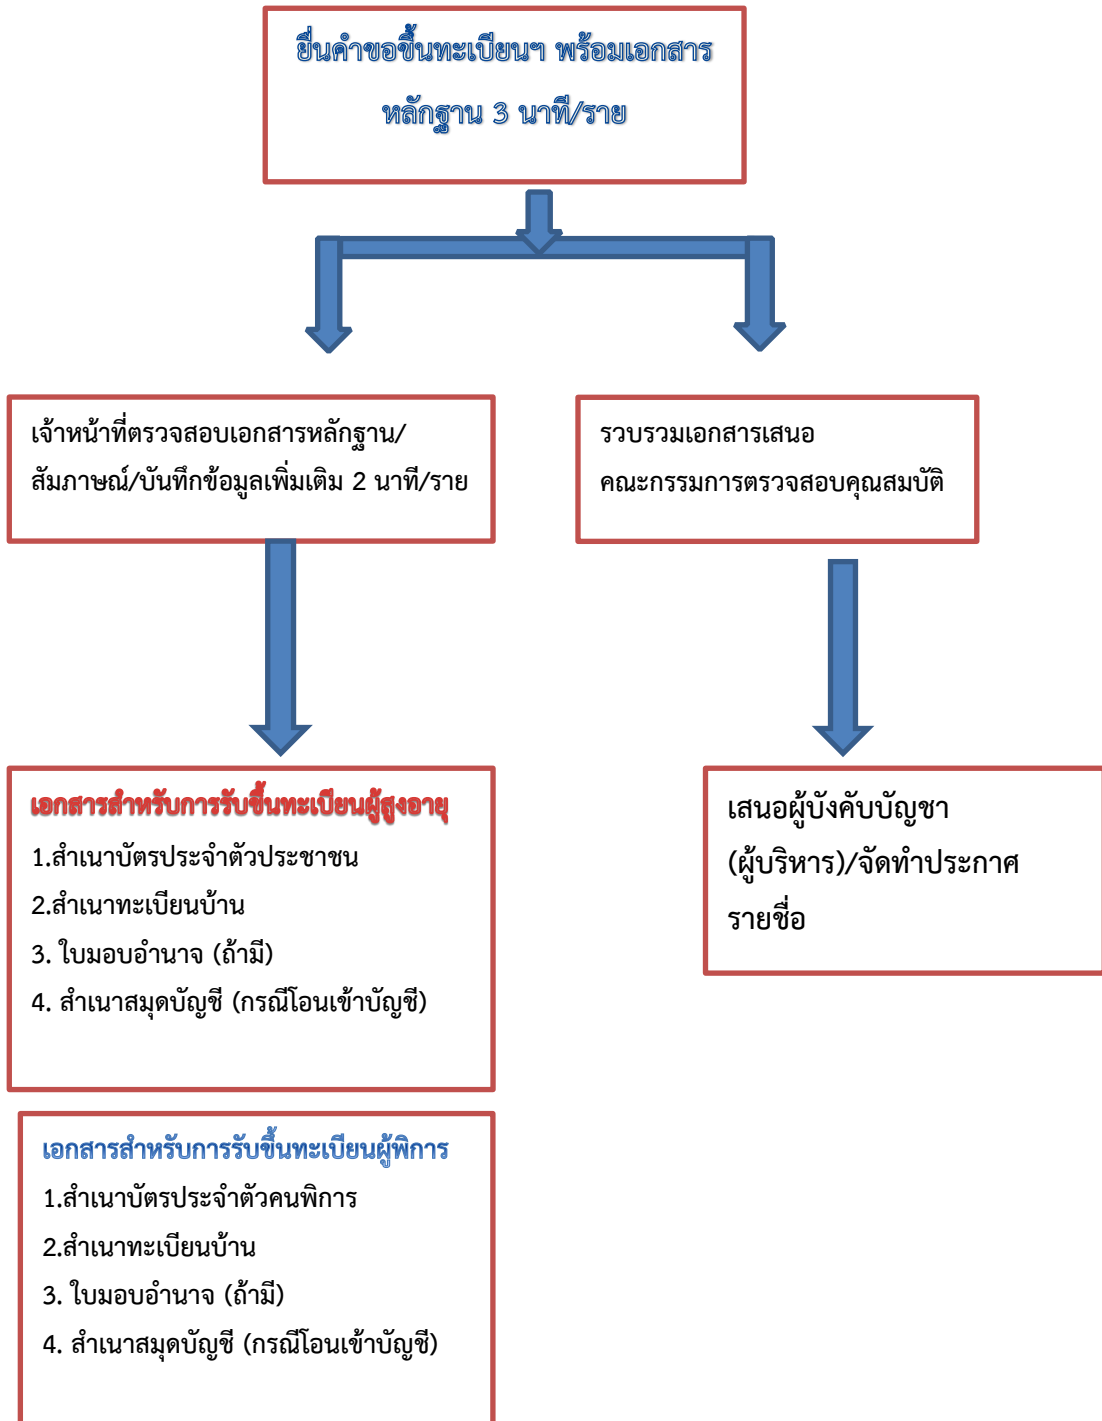 ยื่นคำขอขึ้นทะเบียนฯ พร้อมเอกสาร
หลักฐาน 3 นาที/ราย
เจ้าหน้าที่ตรวจสอบเอกสารหลักฐาน/
สัมภาษณ์/บันทึกข้อมูลเพิ่มเติม 2 นาที/ราย
รวบรวมเอกสารเสนอ
คณะกรรมการตรวจสอบคุณสมบัติ
เอกสารสำหรับการรับขึ้นทะเบียนผู้สูงอายุ
1.สำเนาบัตรประจำตัวประชาชน
2.สำเนาทะเบียนบ้าน
3. ใบมอบอำนาจ (ถ้ามี)
4. สำเนาสมุดบัญชี (กรณีโอนเข้าบัญชี)
เสนอผู้บังคับบัญชา
(ผู้บริหาร)/จัดทำประกาศ
รายชื่อ
เอกสารสำหรับการรับขึ้นทะเบียนผู้พิการ
1.สำเนาบัตรประจำตัวคนพิการ
2.สำเนาทะเบียนบ้าน
3. ใบมอบอำนาจ (ถ้ามี)
4. สำเนาสมุดบัญชี (กรณีโอนเข้าบัญชี)